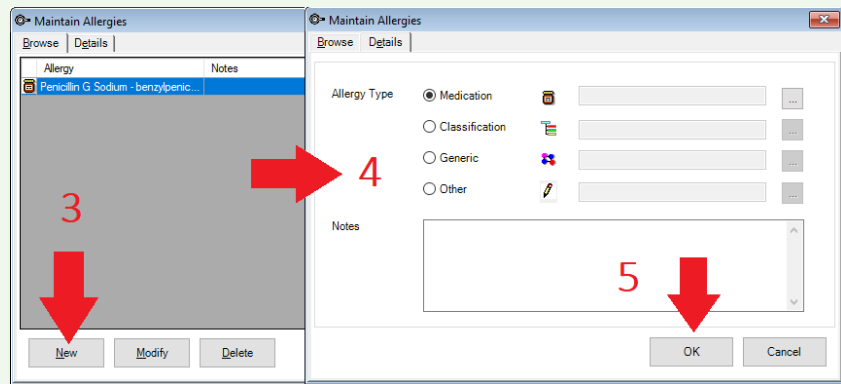 Maintain Allergies
Browse Details
Allergy Notes
Penicillin G Sodium - benzylpenic...
3
New Modify Delete
4
Maintain Allergies
Browse Details
Allergy Type Medication ...
Classification ...
Generic ...
Other ...
Notes
5
OK Cancel